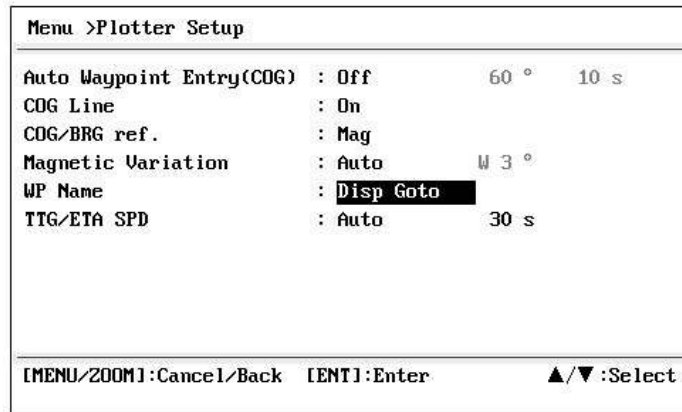 Menu >Plotter Setup
Auto Waypoint Entry(COG) : Off 60 ° 10 s
COG Line : On
COG/BRG ref. : Mag
Magnetic Variation : Auto W 3 °
WP Name : Disp Goto
TTG/ETA SPD : Auto 30 s
[MENU/ZOOM]:Cancel/Back [ENT]:Enter ▲/▼:Select